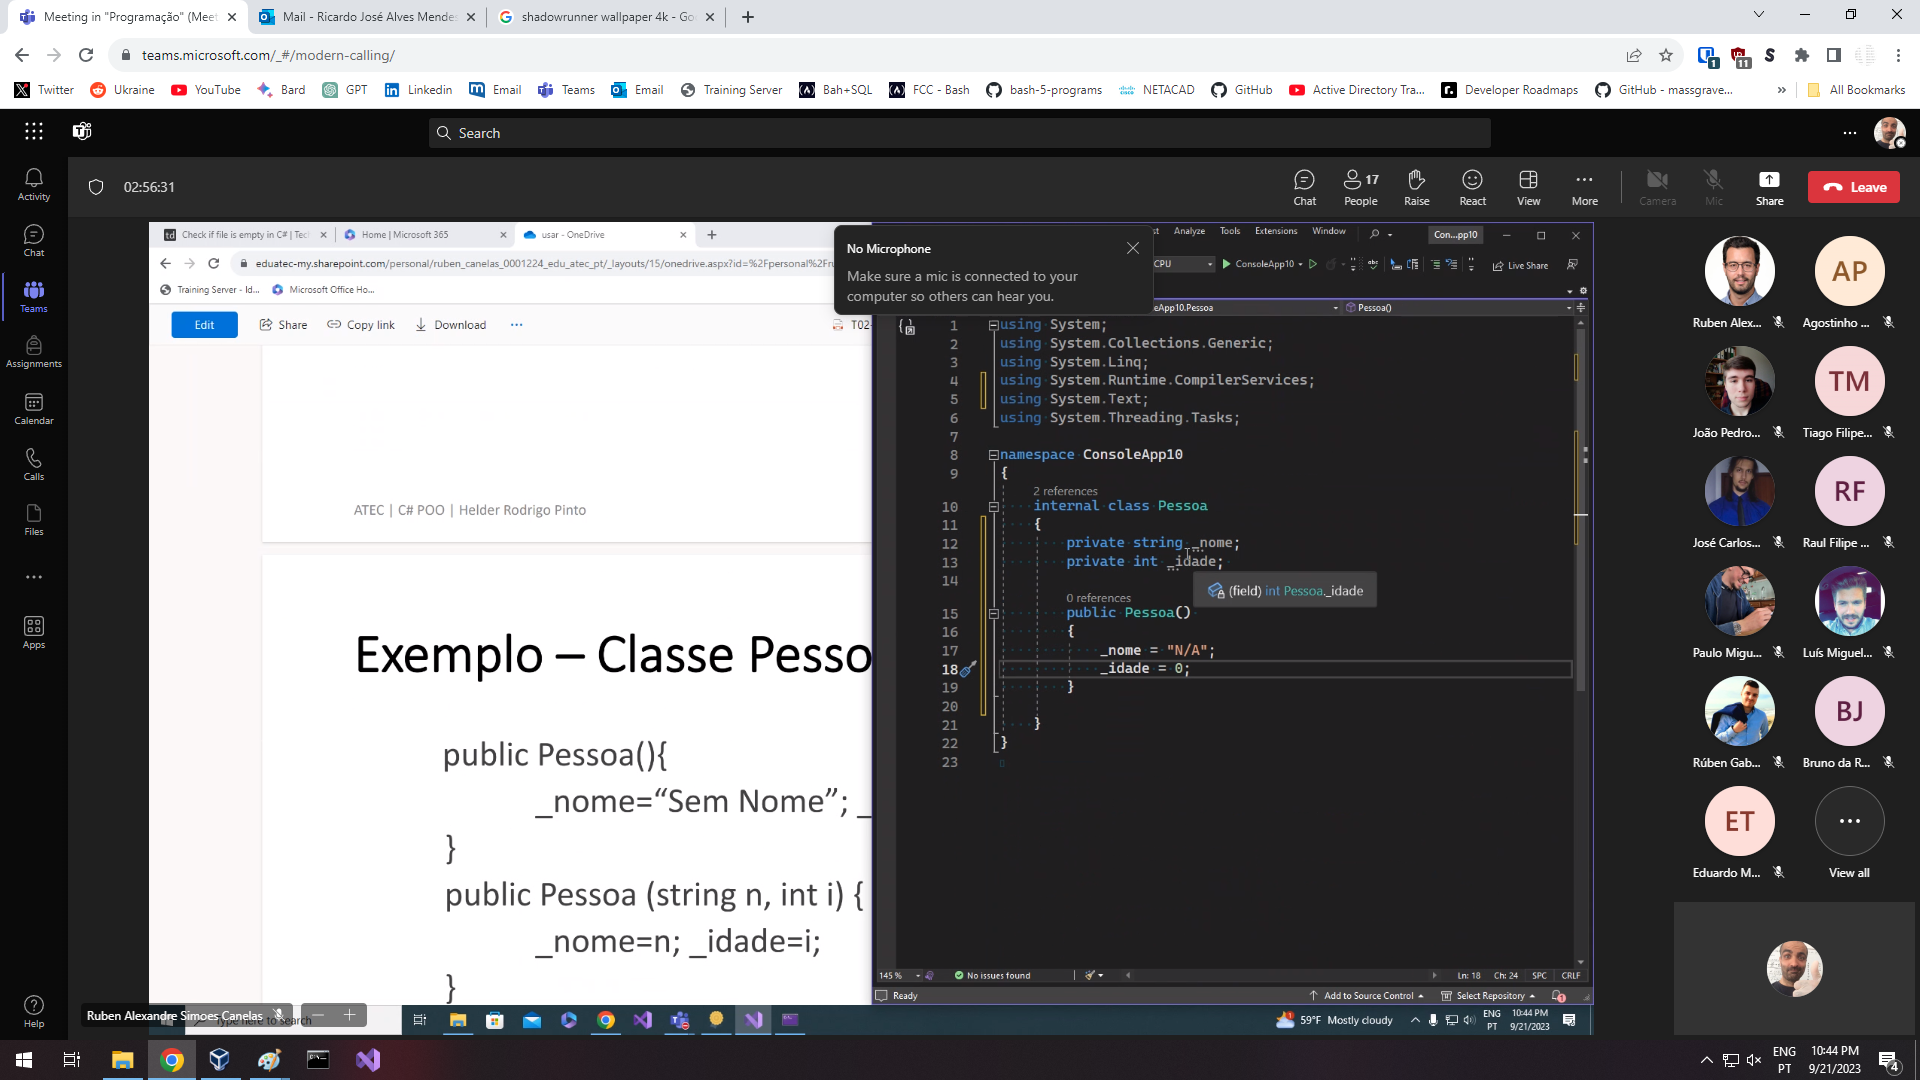 Meeting in "Programação" (Meet
Mail - Ricardo José Alves Mendes
shadowrunner wallpaper 4k - Goo
teams.microsoft.com/_#/modern-calling/
1
11
Twitter
Ukraine
YouTube
Bard
GPT
Linkedin
Email
Teams
Email
Training Server
Bah+SQL
FCC - Bash
bash-5-programs
NETACAD
GitHub
Active Directory Tra...
Developer Roadmaps
GitHub - massgrave...
»
All Bookmarks
Search
02:56:31
Chat
People
17
Raise
React
View
More
Camera
Mic
Share
Leave
Activity
Chat
Teams
Assignments
Calendar
Calls
Files
Apps
Help
Check if file is empty in C# | Tech
Home | Microsoft 365
usar - OneDrive
eduatec-my.sharepoint.com/personal/ruben_canelas_0001224_edu_atec_pt/_layouts/15/onedrive.aspx?id=%2Fpersonal%2Fru
Training Server - Id...
Microsoft Office Ho...
Edit
Share
Copy link
Download
T02-
ATEC | C# POO | Helder Rodrigo Pinto
Exemplo – Classe Pesso
public Pessoa(){
_nome=“Sem Nome”; _
}
public Pessoa (string n, int i) {
_nome=n; _idade=i;
}
No Microphone
Make sure a mic is connected to your
computer so others can hear you.
st
Analyze
Tools
Extensions
Window
Con...pp10
CPU
ConsoleApp10
Live Share
eApp10.Pessoa
Pessoa()
1 using System;
2 using System.Collections.Generic;
3 using System.Linq;
4 using System.Runtime.CompilerServices;
5 using System.Text;
6 using System.Threading.Tasks;
7
8 namespace ConsoleApp10
9 {
2 references
10 internal class Pessoa
11 {
12 private string _nome;
13 private int _idade;
14
(field) int Pessoa._idade
0 references
15 public Pessoa()
16 {
17 _nome = "N/A";
18 _idade = 0;
19 }
20
21 }
22 }
23
145 %
No issues found
Ln: 18
Ch: 24
SPC
CRLF
Ready
Add to Source Control
Select Repository
1
Ruben Alexandre Simoes Canelas
Type here to search
59°F Mostly cloudy
ENG
PT
10:44 PM
9/21/2023
Ruben Alex...
AP
Agostinho ...
João Pedro...
TM
Tiago Filipe...
José Carlos...
RF
Raul Filipe ...
Paulo Migu...
Luís Miguel...
Rúben Gab...
BJ
Bruno da R...
ET
Eduardo M...
View all
ENG
PT
10:44 PM
9/21/2023
4